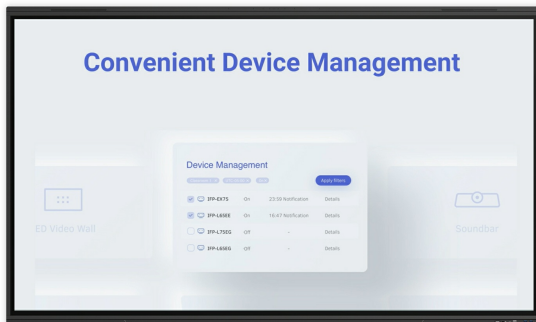 Convenient Device Management
Device Management
Apply filters
IFP-EX75 On 23:59 Notification Details
IFP-L65EE On 16:47 Notification Details
IFP-L75EG Off - Details
IFP-L65EG Off - Details
ED Video Wall
Soundbar